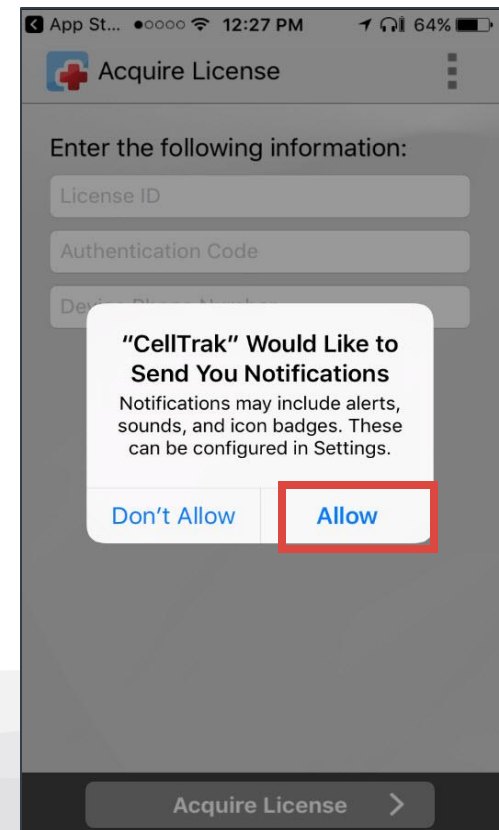 App St... 12:27 PM 64%
Acquire License
Enter the following information:
License ID
Authentication Code
“CellTrak” Would Like to
Send You Notifications
Notifications may include alerts,
sounds, and icon badges. These
can be configured in Settings.
Don’t Allow Allow
Acquire License